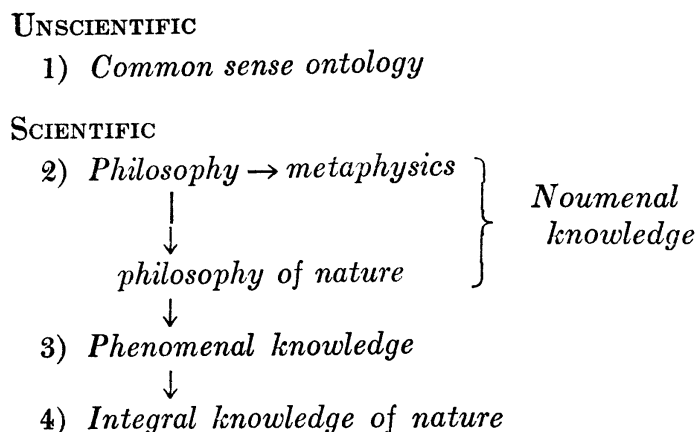 UNSCIENTIFIC
1) Common sense ontology
SCIENTIFIC
2) Philosophy → metaphysics
Noumenal
knowledge
philosophy of nature
3) Phenomenal knowledge
4) Integral knowledge of nature